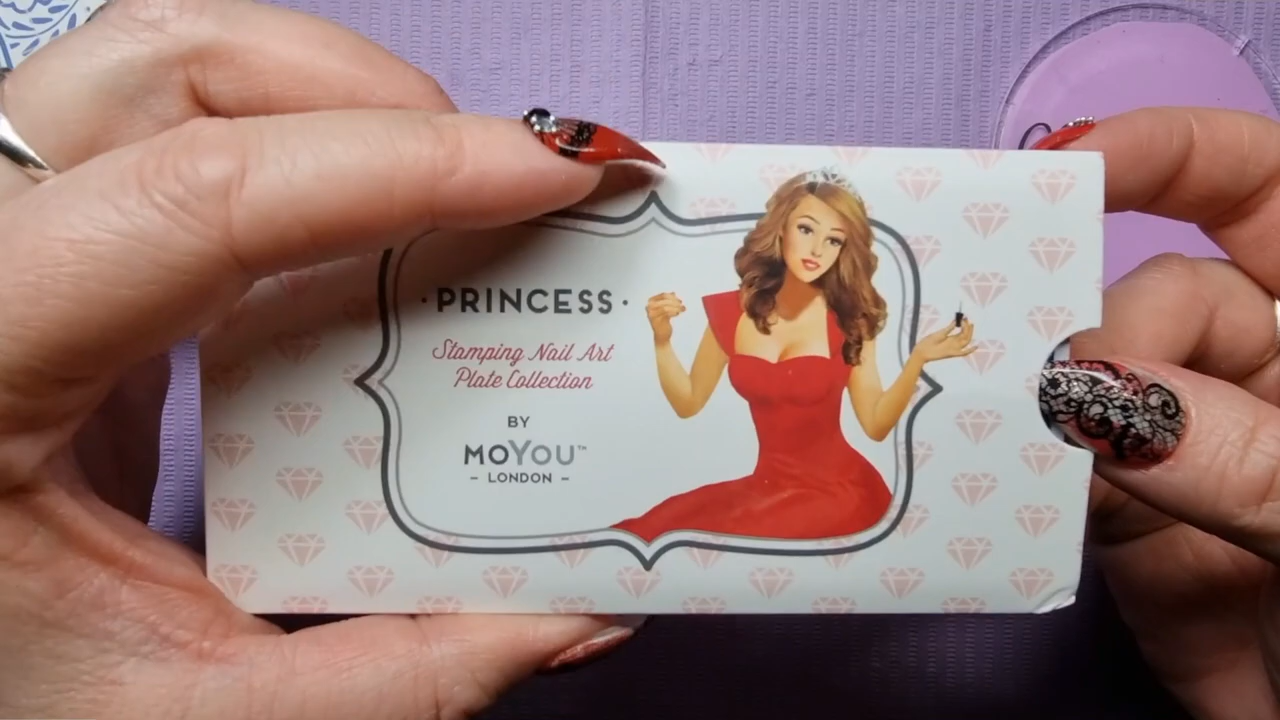 · PRINCESS ·
Stamping Nail Art
Plate Collection
BY
MOYOU™
– LONDON –